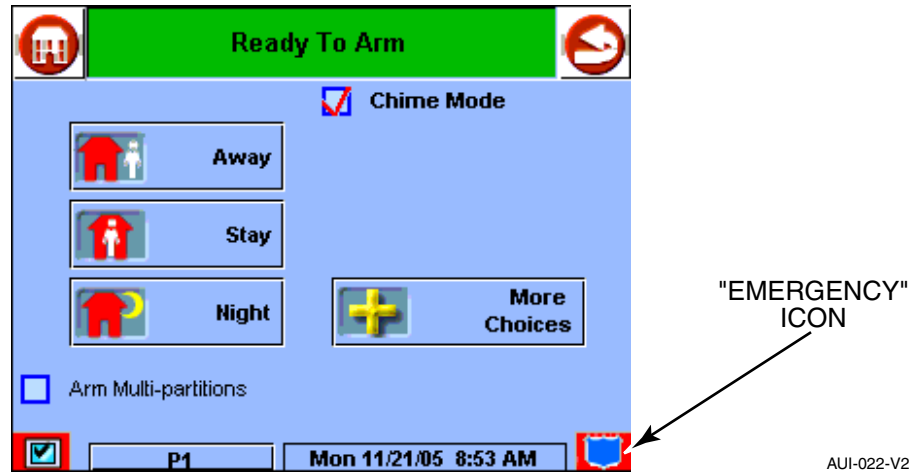 Ready To Arm
Chime Mode
Away
Stay
Night
More
Choices
"EMERGENCY"
ICON
Arm Multi-partitions
P1
Mon 11/21/05 8:53 AM
AUI-022-V2